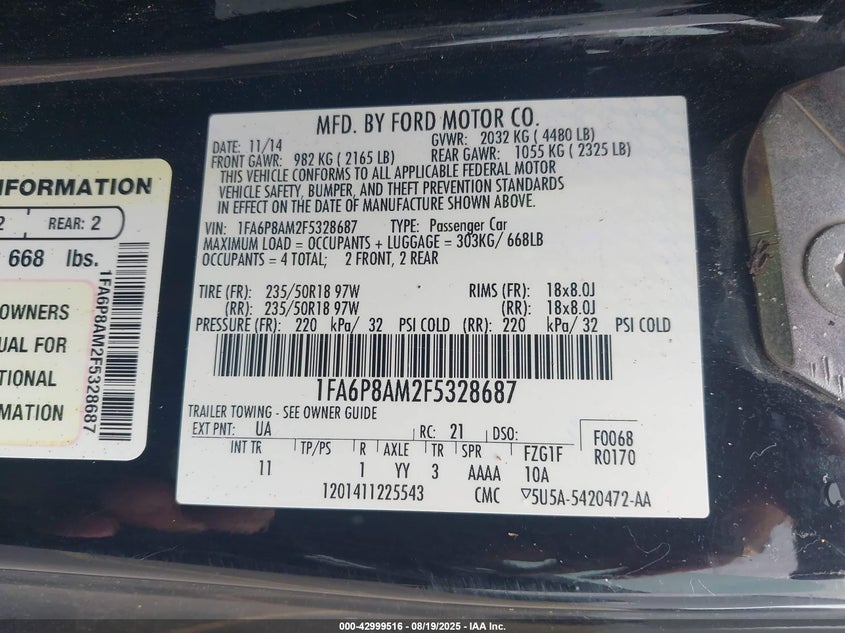 MFD. BY FORD MOTOR CO.
DATE: 11/14
GVWR: 2032 KG ( 4480 LB)
FRONT GAWR: 982 KG ( 2165 LB)
REAR GAWR: 1055 KG ( 2325 LB)
THIS VEHICLE CONFORMS TO ALL APPLICABLE FEDERAL MOTOR
VEHICLE SAFETY, BUMPER, AND THEFT PREVENTION STANDARDS
IN EFFECT ON THE DATE OF MANUFACTURE SHOWN ABOVE.
VIN: 1FA6P8AM2F5328687 TYPE: Passenger Car
MAXIMUM LOAD = OCCUPANTS + LUGGAGE = 303KG/ 668LB
OCCUPANTS = 4 TOTAL; 2 FRONT, 2 REAR
TIRE (FR): 235/50R18 97W RIMS (FR): 18x8.0J
(RR): 235/50R18 97W (RR): 18x8.0J
PRESSURE (FR): 220 kPa/ 32 PSI COLD (RR): 220 kPa/ 32 PSI COLD
1FA6P8AM2F5328687
TRAILER TOWING - SEE OWNER GUIDE
EXT PNT: UA RC: 21 DSO:
F0068
R0170
INT TR TP/PS R AXLE TR SPR FZG1F
11 1 YY 3 AAAA 10A
1201411225543 CMC ▽5U5A-5420472-AA
NFORMATION
2 REAR: 2
668 lbs.
OWNERS
UAL FOR
TIONAL
MATION
1FA6P8AM2F5328687
000-42999516 - 08/19/2025 - IAA Inc.